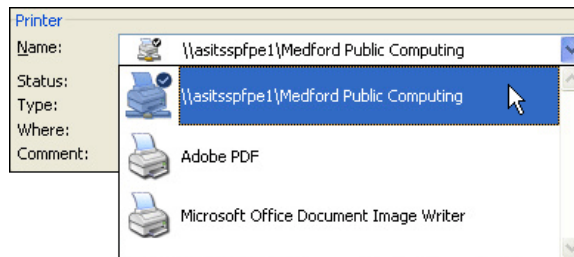 Printer
Name: \\asitsspfpe1\Medford Public Computing
Status: \\asitsspfpe1\Medford Public Computing
Type:
Where:
Comment: Adobe PDF
Microsoft Office Document Image Writer